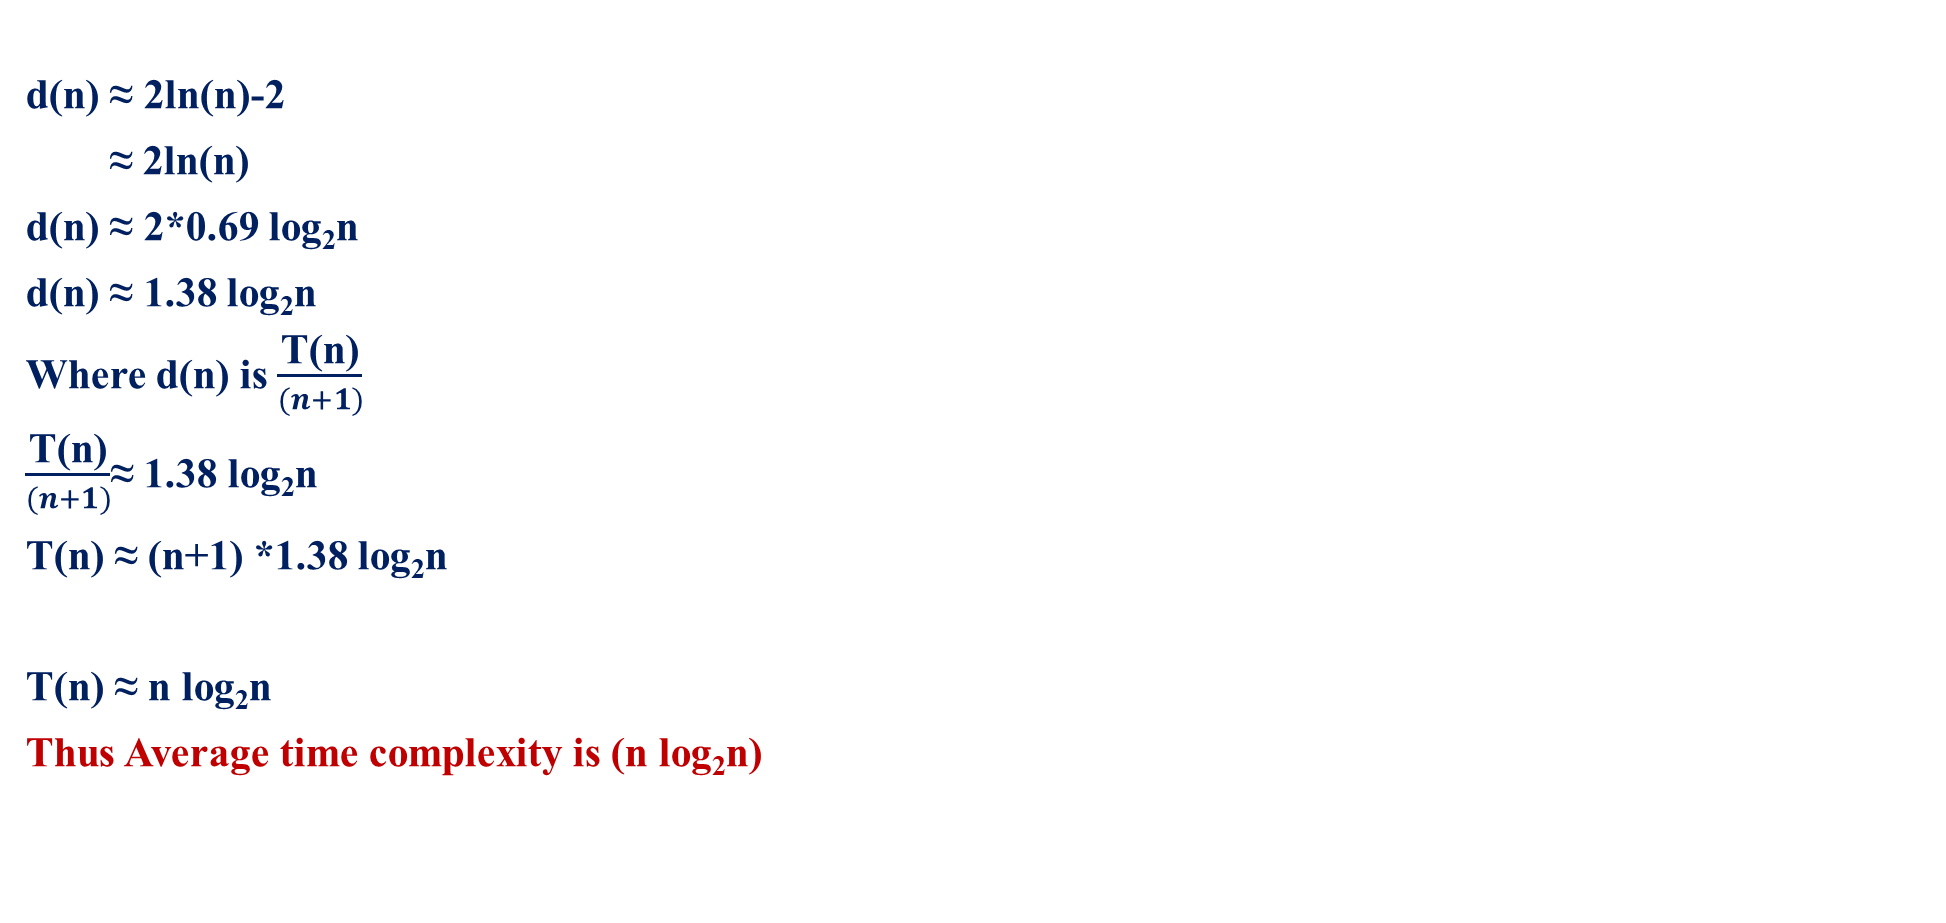 d(n) ≈ 2ln(n)-2
≈ 2ln(n)
d(n) ≈ 2*0.69 log₂n
d(n) ≈ 1.38 log₂n
Where d(n) is T(n)/(n+1)
T(n)/(n+1) ≈ 1.38 log₂n
T(n) ≈ (n+1) *1.38 log₂n
T(n) ≈ n log₂n
Thus Average time complexity is (n log₂n)